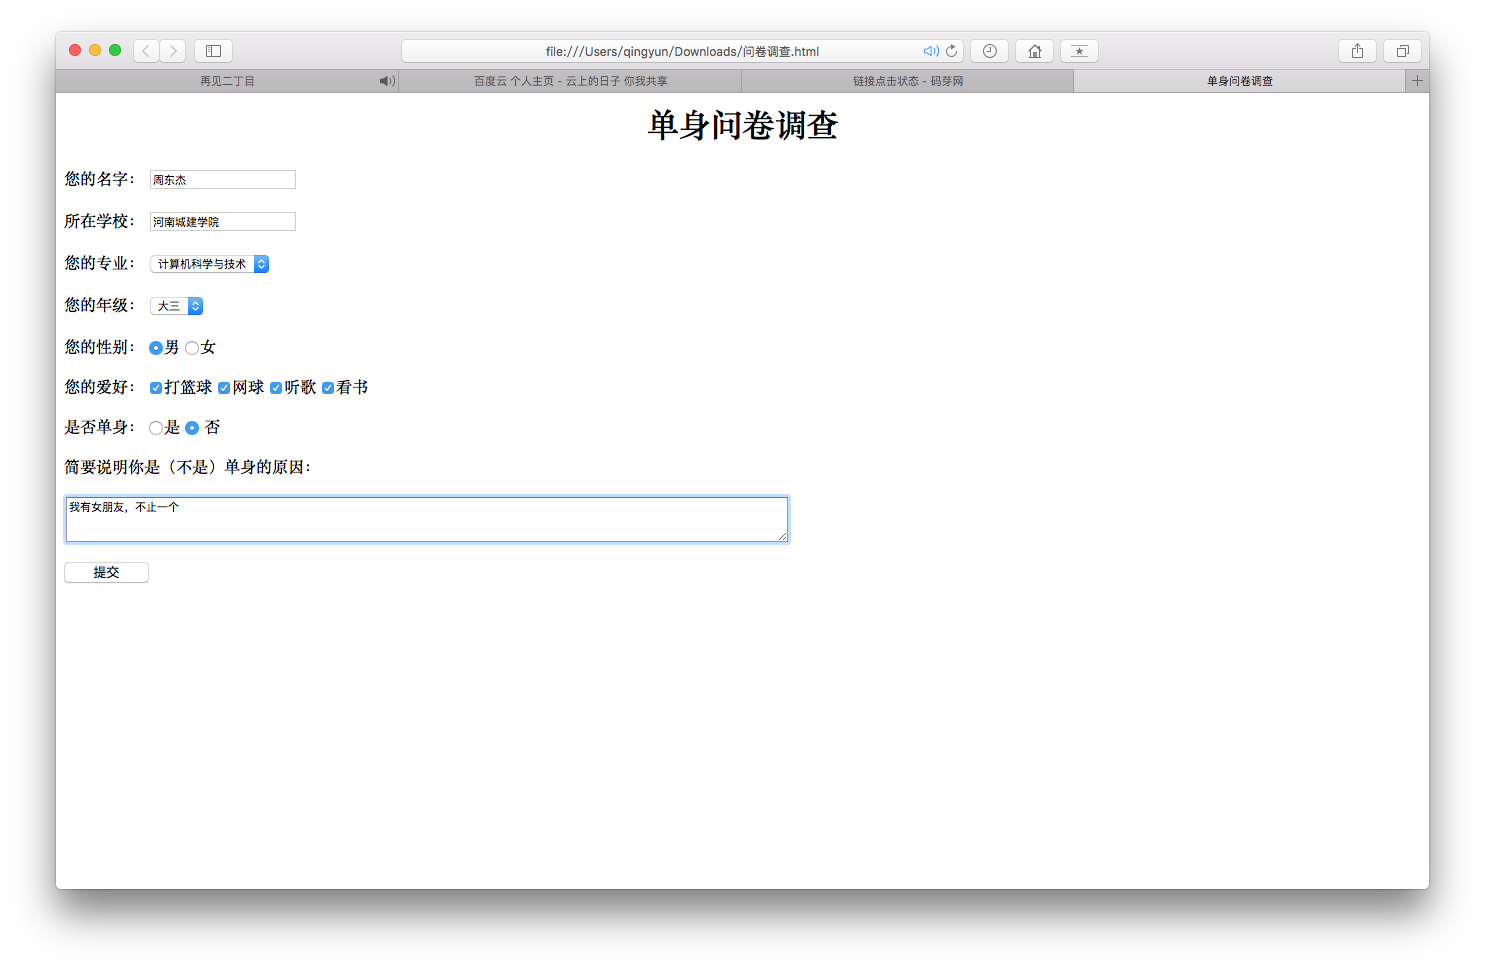 file:///Users/qingyun/Downloads/问卷调查.html
再见二丁目 百度云 个人主页 - 云上的日子 你我共享 链接点击状态 - 码芽网 单身问卷调查
单身问卷调查
您的名字： 周东杰
所在学校： 河南城建学院
您的专业： 计算机科学与技术
您的年级： 大三
您的性别： 男 女
您的爱好： 打篮球 网球 听歌 看书
是否单身： 是 否
简要说明你是（不是）单身的原因：
我有女朋友，不止一个
提交